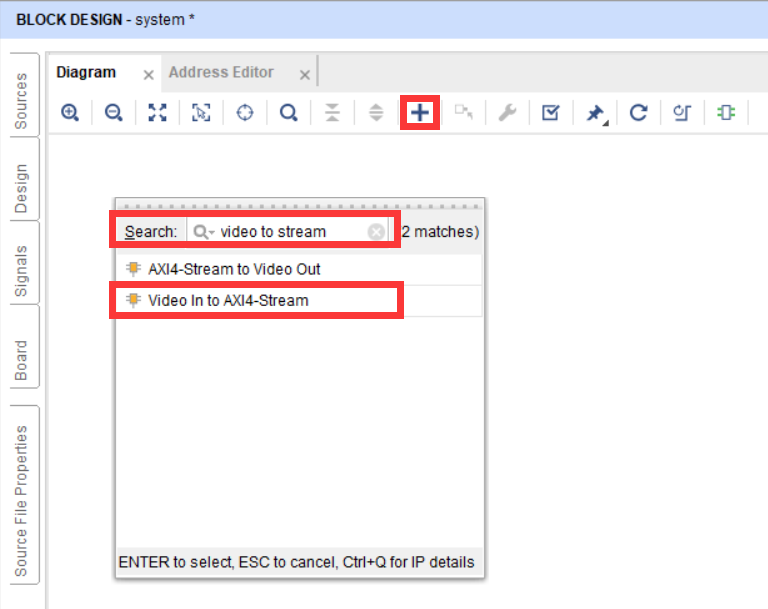 BLOCK DESIGN - system *
Diagram
Address Editor
Sources
Design
Signals
Board
Source File Properties
Search: video to stream 2 matches)
AXI4-Stream to Video Out
Video In to AXI4-Stream
ENTER to select, ESC to cancel, Ctrl+Q for IP details